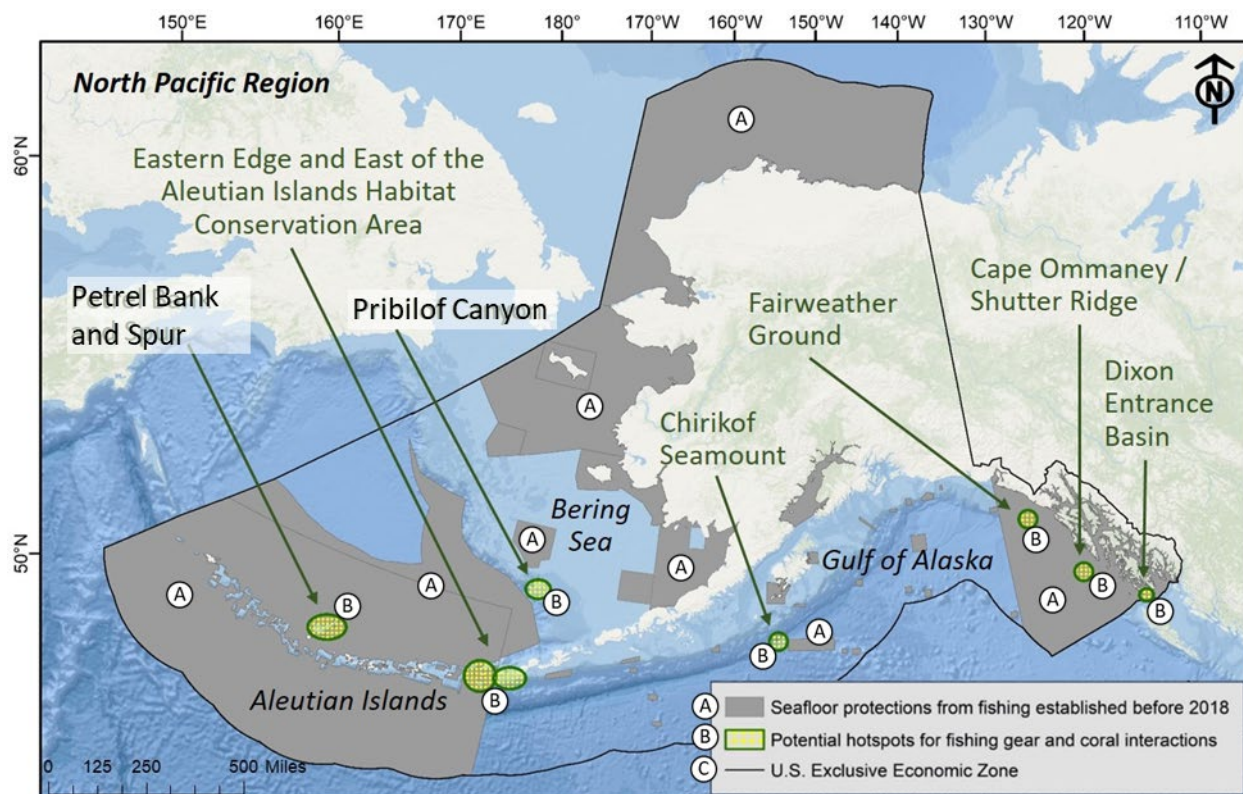 150°E 160°E 170°E 180° 170°W 160°W 150°W 140°W 130°W 120°W 110°W
North Pacific Region
N
A
60°N
60°N
Eastern Edge and East of the
Aleutian Islands Habitat
Conservation Area
Cape Ommaney /
Shutter Ridge
Petrel Bank
and Spur
Pribilof Canyon
Fairweather
Ground
Dixon
Entrance
Basin
A
Chirikof
Seamount
Bering
Sea
50°N
50°N
A
A
Gulf of Alaska
B
A
A
B
B
A
B
B
A
B
B
Aleutian Islands
B
0 125 250 500 Miles
A Seafloor protections from fishing established before 2018
B Potential hotspots for fishing gear and coral interactions
C U.S. Exclusive Economic Zone